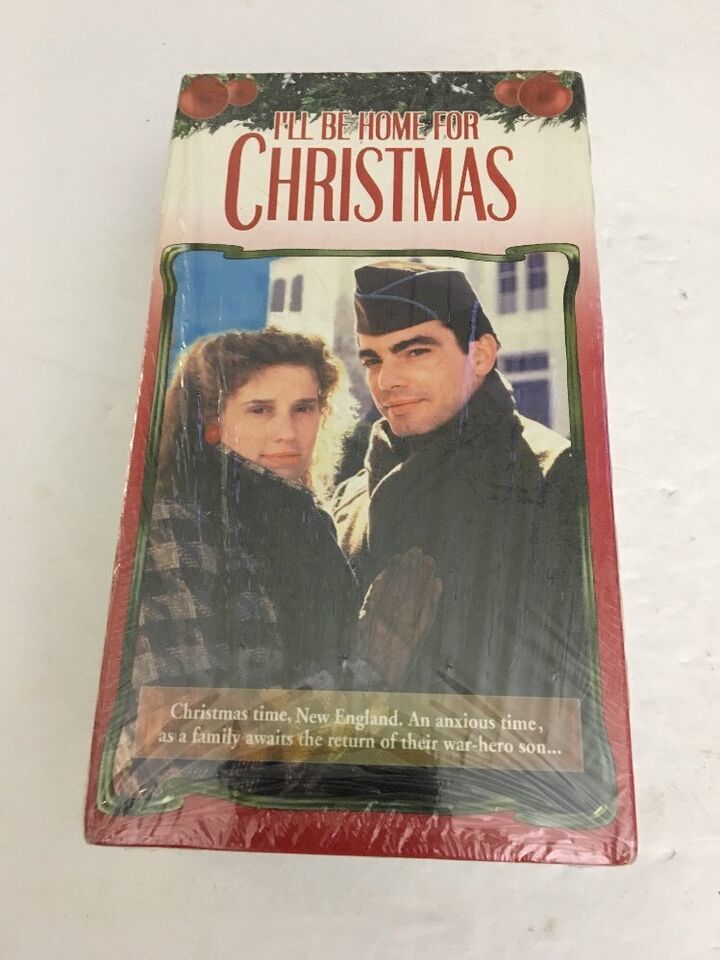 I'LL BE HOME FOR
CHRISTMAS
Christmas time, New England. An anxious time,
as a family awaits the return of their war-hero son...